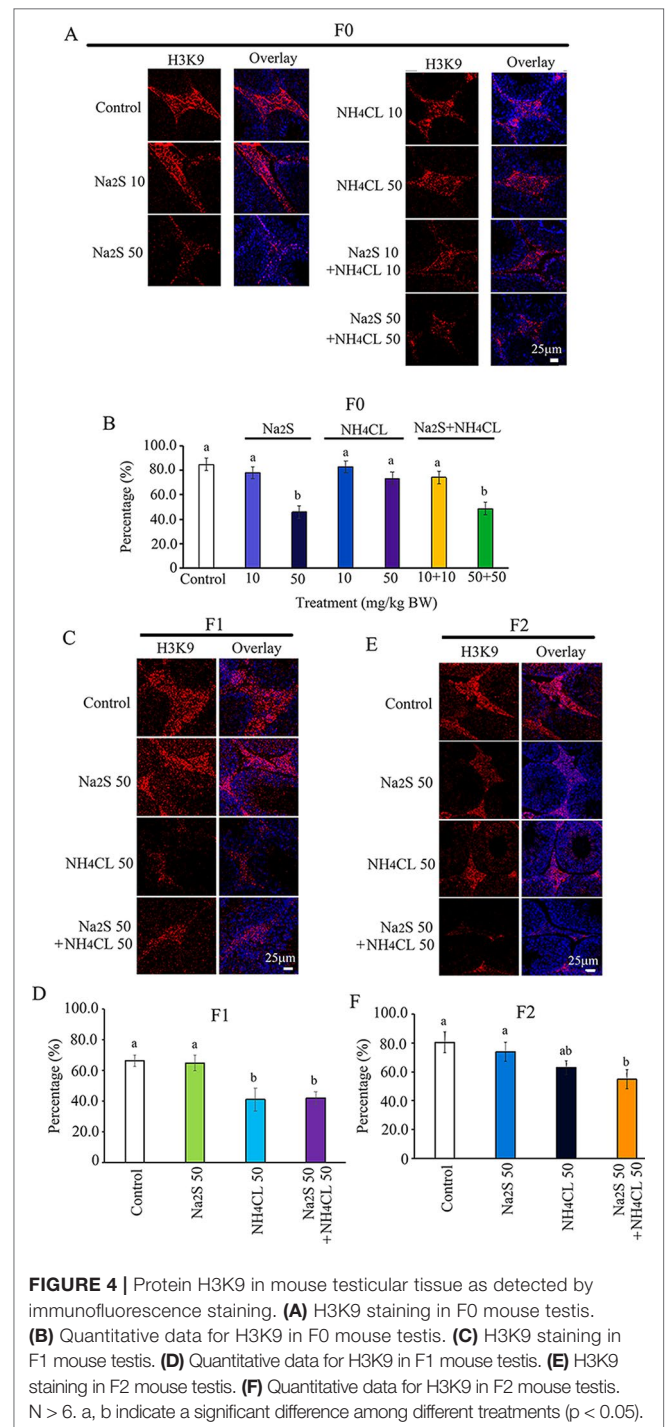 A
F0
H3K9 Overlay
H3K9 Overlay
Control
Na2S 10
Na2S 50
NH4CL 10
NH4CL 50
Na2S 10
+NH4CL 10
Na2S 50
+NH4CL 50
25μm
B
F0
Na2S NH4CL Na2S+NH4CL
Percentage (%)
100.0
80.0
60.0
40.0
20.0
0.0
a a b a a a b
Control 10 50 10 50 10+10 50+50
Treatment (mg/kg BW)
C
F1
H3K9 Overlay
Control
Na2S 50
NH4CL 50
Na2S 50
+NH4CL 50
25μm
E
F2
H3K9 Overlay
Control
Na2S 50
NH4CL 50
Na2S 50
+NH4CL 50
25μm
D
F1
Percentage (%)
100.0
80.0
60.0
40.0
20.0
0
a a b b
Control
Na2S 50
NH4CL 50
Na2S 50
+NH4CL 50
F
F2
Percentage (%)
100.0
80.0
60.0
40.0
20.0
0
a a ab b
Control
Na2S 50
NH4CL 50
Na2S 50
+NH4CL 50
FIGURE 4 | Protein H3K9 in mouse testicular tissue as detected by
immunofluorescence staining. (A) H3K9 staining in F0 mouse testis.
(B) Quantitative data for H3K9 in F0 mouse testis. (C) H3K9 staining in
F1 mouse testis. (D) Quantitative data for H3K9 in F1 mouse testis. (E) H3K9
staining in F2 mouse testis. (F) Quantitative data for H3K9 in F2 mouse testis.
N > 6. a, b indicate a significant difference among different treatments (p < 0.05).